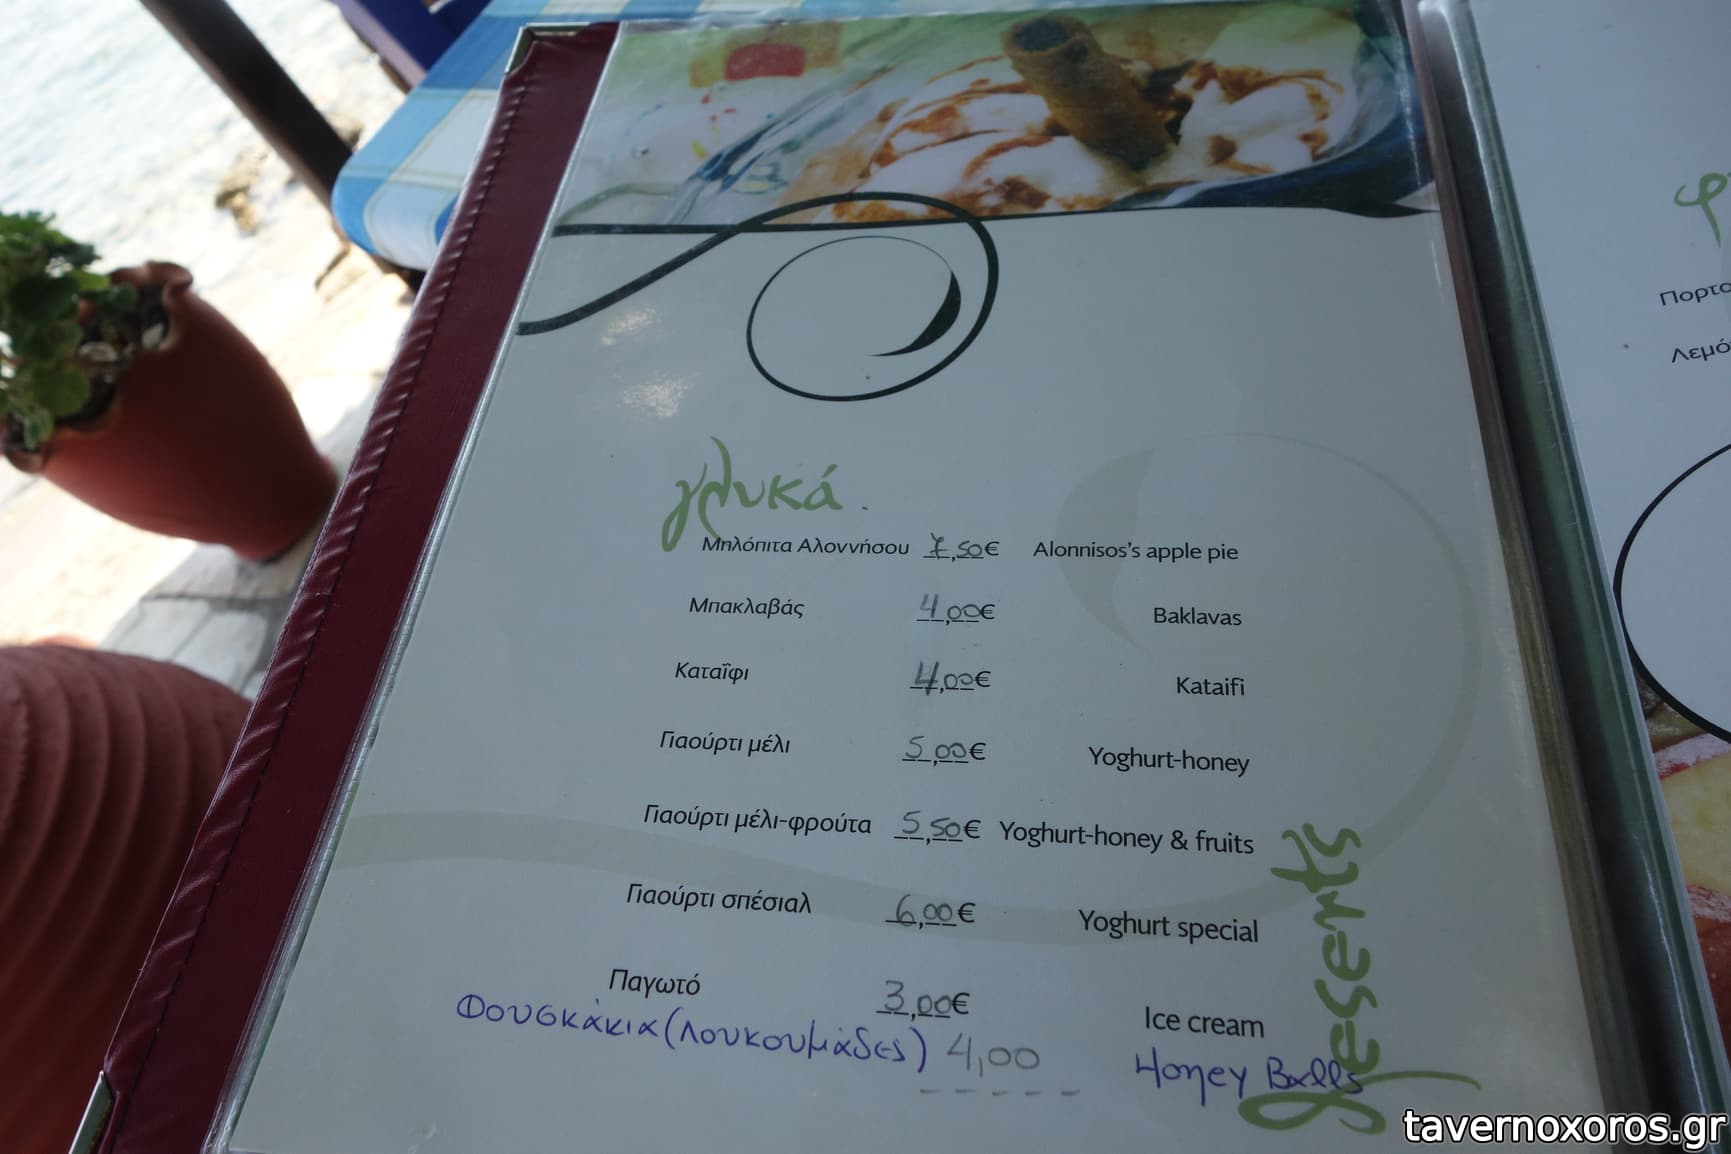 γλυκά
Μηλόπιτα Αλοννήσου 7,50€ Alonnisos's apple pie
Μπακλαβάς 4,00€ Baklavas
Καταΐφι 4,00€ Kataifi
Γιαούρτι μέλι 5,00€ Yoghurt-honey
Γιαούρτι μέλι-φρούτα 5,50€ Yoghurt-honey & fruits
Γιαούρτι σπέσιαλ 6,00€ Yoghurt special
Παγωτό 3,00€ Ice cream
Φουσκάκια (Λουκουμάδες) 4,00 Honey Balls
desserts
Πορτο
Λεμό
tavernoxoros.gr